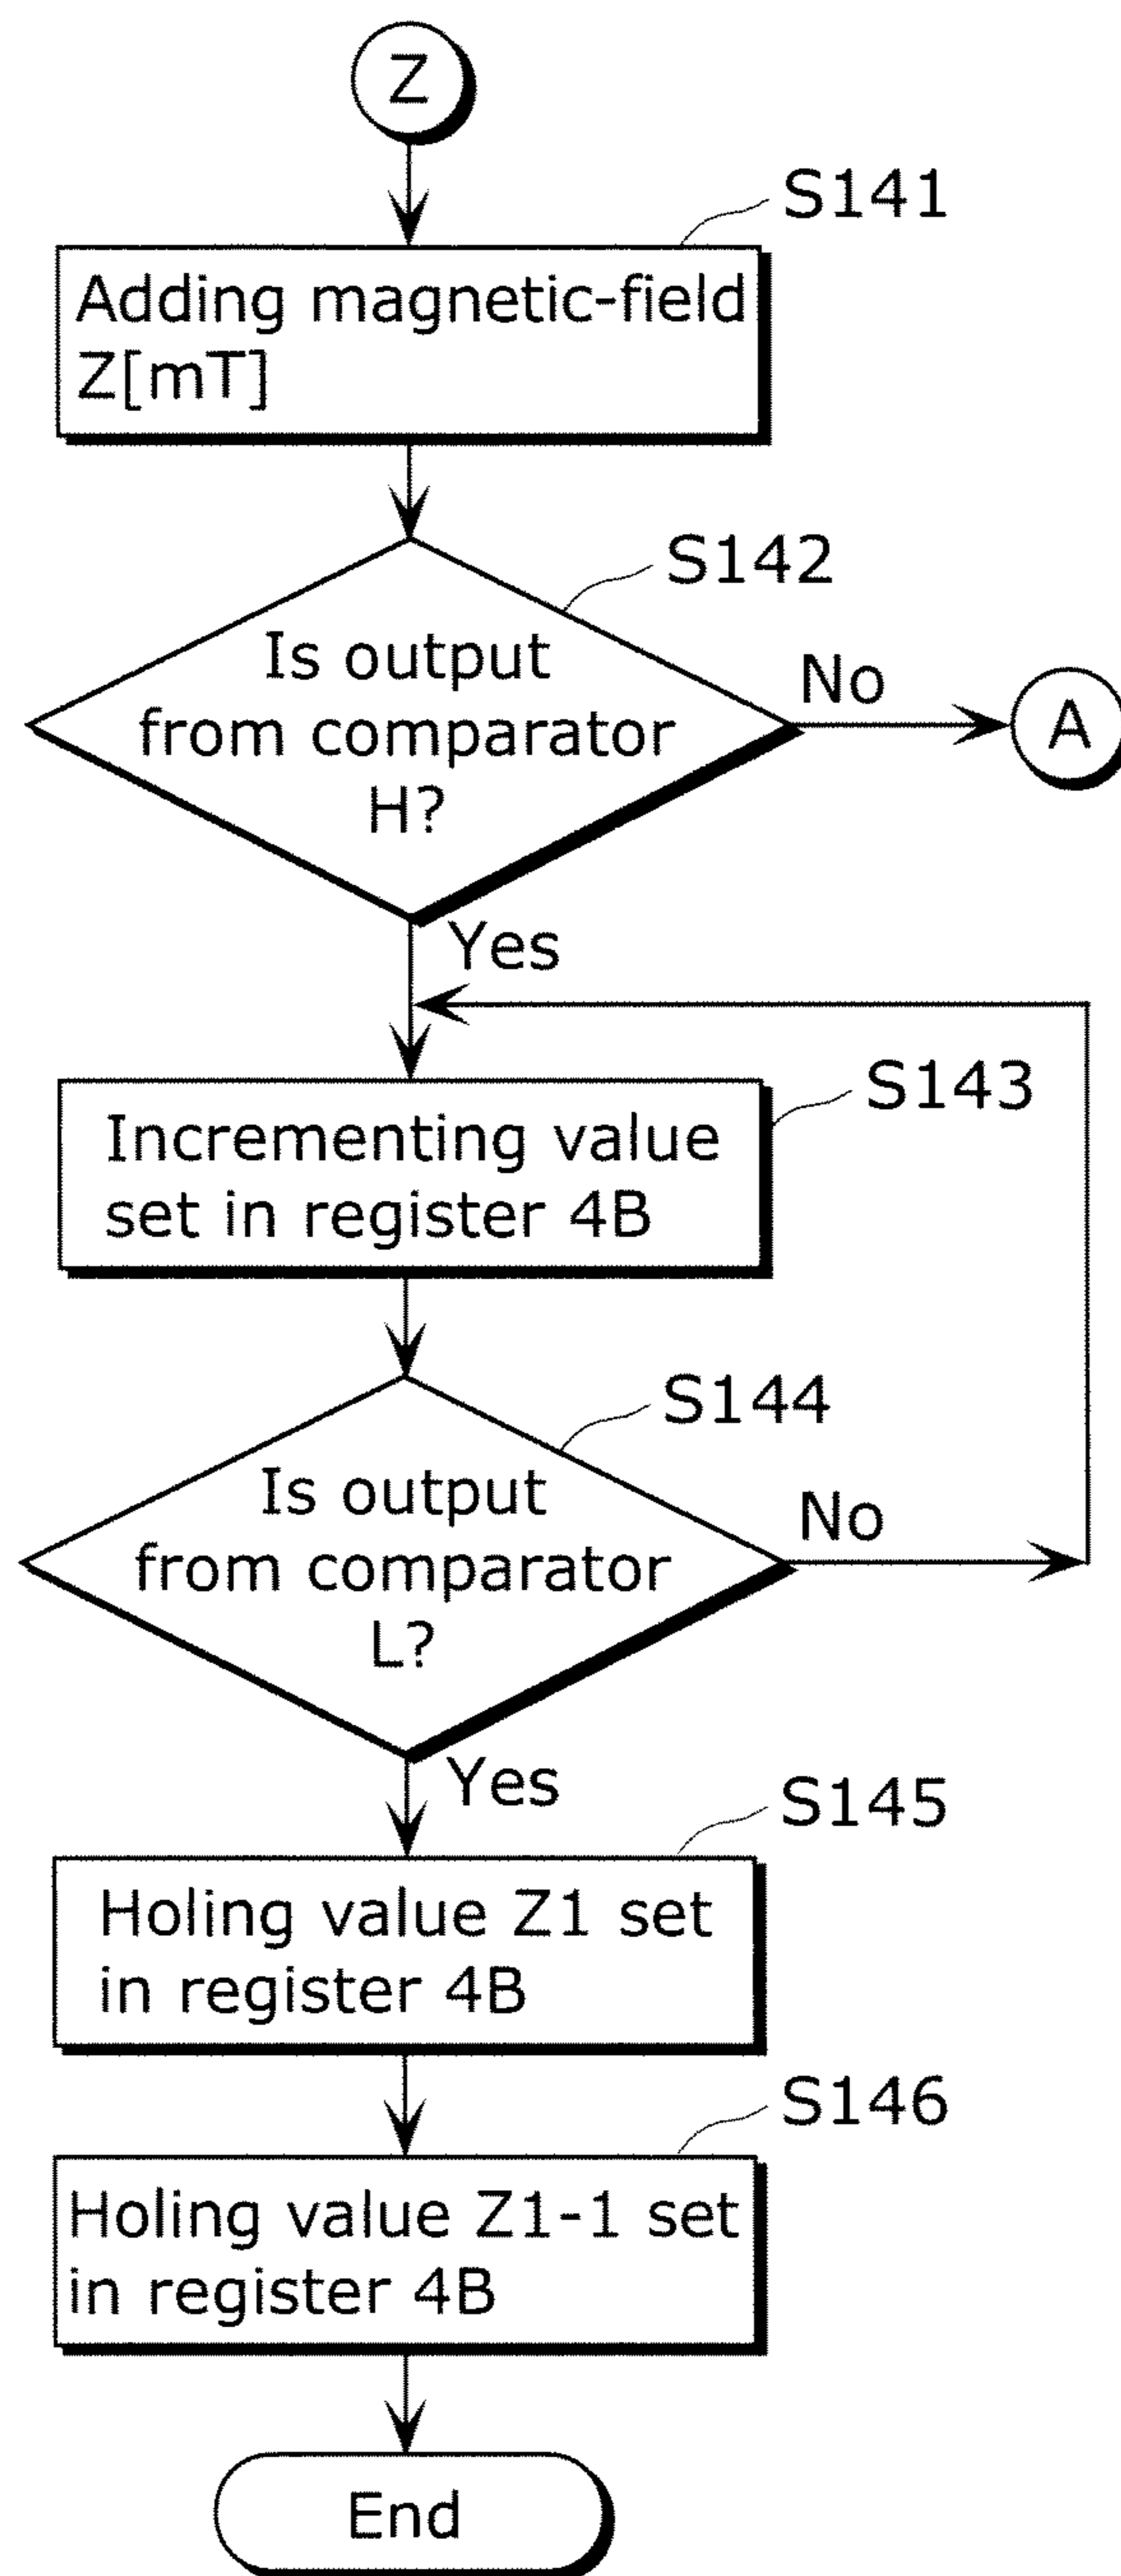 Z
S141
Adding magnetic-field
Z[mT]
S142
Is output
from comparator
H?
No
A
Yes
S143
Incrementing value
set in register 4B
S144
Is output
from comparator
L?
No
Yes
S145
Holing value Z1 set
in register 4B
S146
Holing value Z1-1 set
in register 4B
End